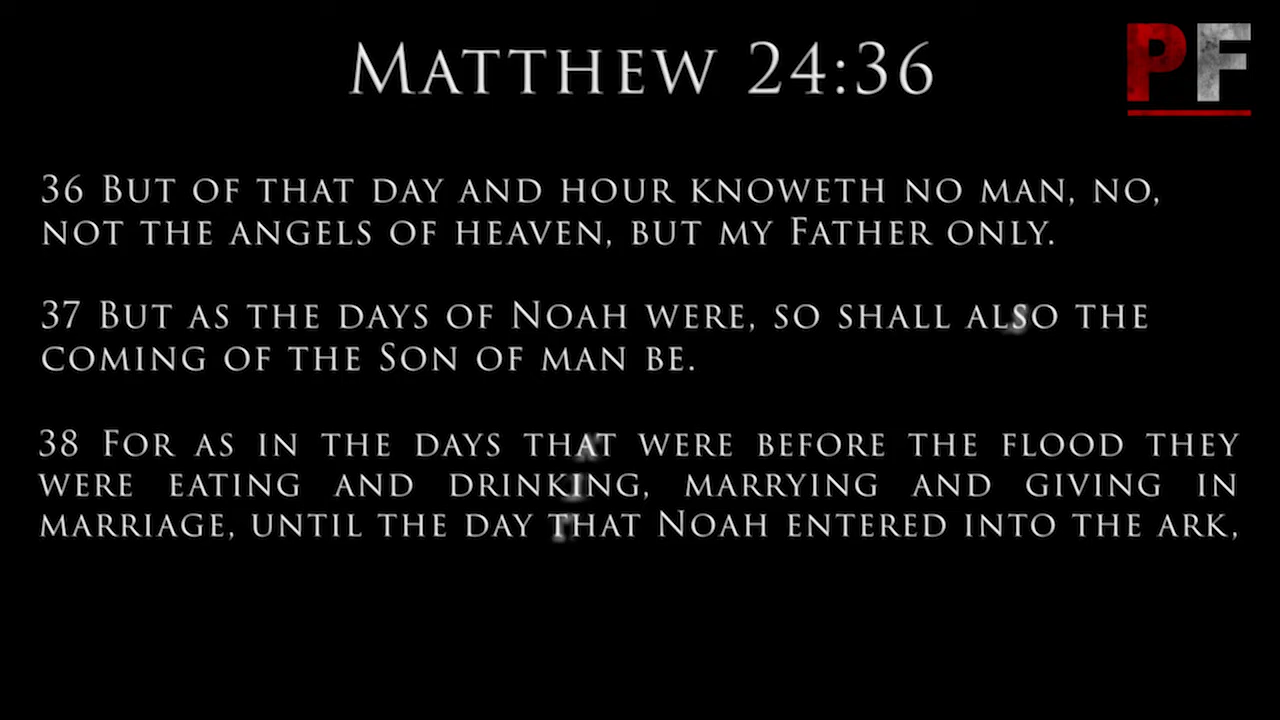 Matthew 24:36
PF
36 But of that day and hour knoweth no man, no,
not the angels of heaven, but my Father only.
37 But as the days of Noah were, so shall also the
coming of the Son of man be.
38 For as in the days that were before the flood they
were eating and drinking, marrying and giving in
marriage, until the day that Noah entered into the ark,